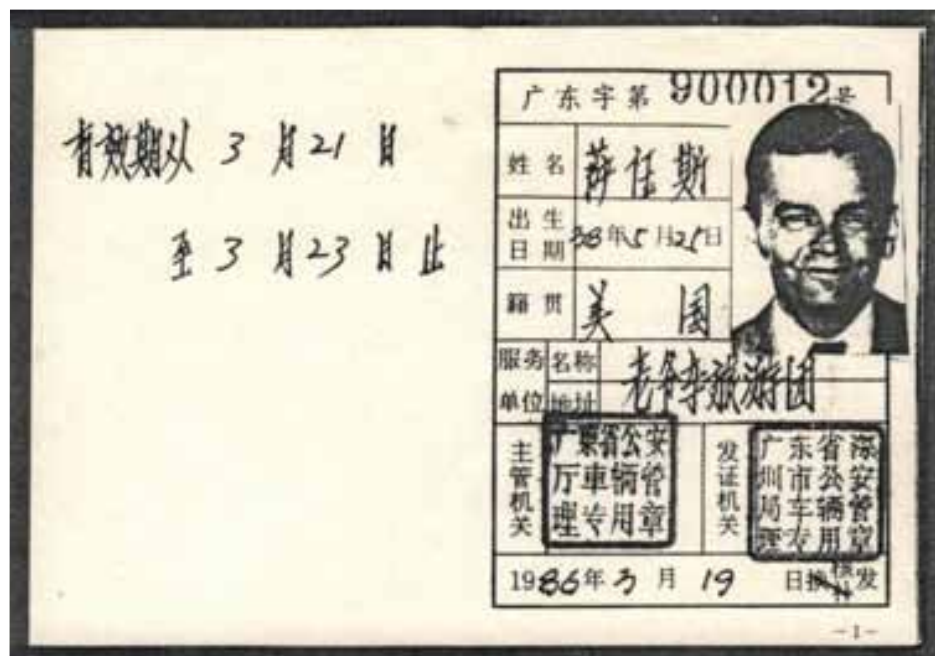 有效期从 3 月 21 日
至 3 月 23 日 止
广东字第 900012号
姓名 薛佳斯
出生日期 38年5月25日
籍贯 美国
服务单位 名称 老爷车旅游团
地址
主管机关 广东省公安厅車辆管理专用章
发证机关 广东省深圳市公安局车辆管理专用章
1986年3月19日换发
-1-